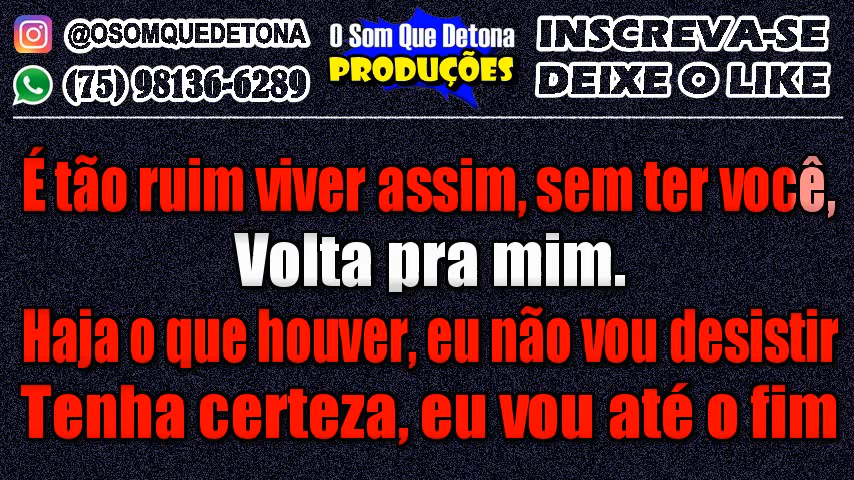 @OSOMQUEDETONA
(75) 98136-6289
O Som Que Detona
PRODUÇÕES
INSCREVA-SE
DEIXE O LIKE
É tão ruim viver assim, sem ter você,
Volta pra mim.
Haja o que houver, eu não vou desistir
Tenha certeza, eu vou até o fim